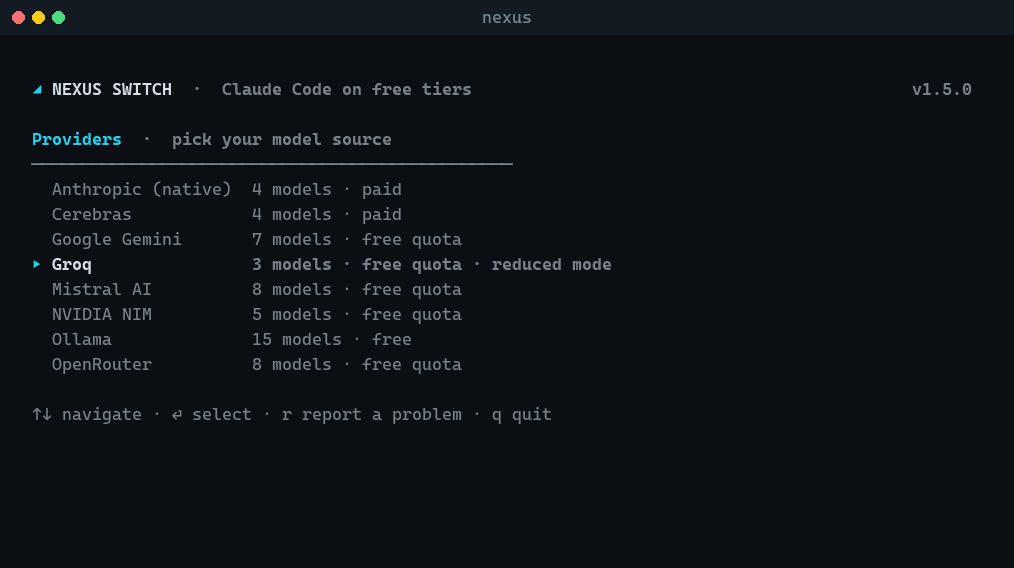 nexus
◢ NEXUS SWITCH · Claude Code on free tiers v1.5.0
Providers · pick your model source
Anthropic (native) 4 models · paid
Cerebras 4 models · paid
Google Gemini 7 models · free quota
▸ Groq 3 models · free quota · reduced mode
Mistral AI 8 models · free quota
NVIDIA NIM 5 models · free quota
Ollama 15 models · free
OpenRouter 8 models · free quota
↑↓ navigate · ⏎ select · r report a problem · q quit